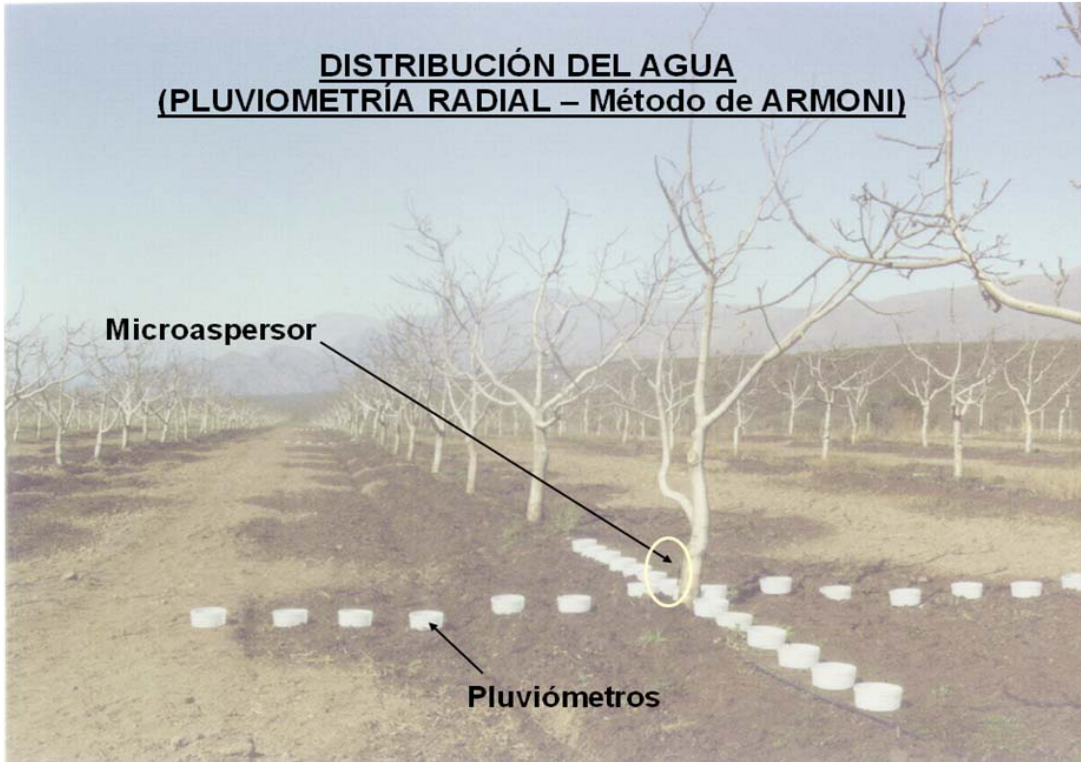 DISTRIBUCIÓN DEL AGUA
(PLUVIOMETRÍA RADIAL – Método de ARMONI)
Microaspersor
Pluviómetros